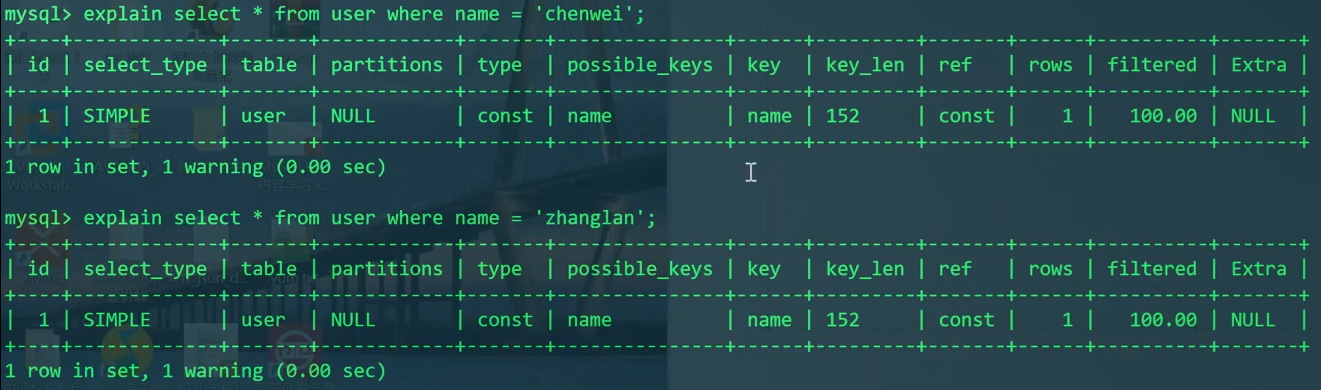 mysql> explain select * from user where name = 'chenwei';
+----+-------------+-------+------------+-------+---------------+------+---------+-------+------+----------+-------+
| id | select_type | table | partitions | type  | possible_keys | key  | key_len | ref   | rows | filtered | Extra |
+----+-------------+-------+------------+-------+---------------+------+---------+-------+------+----------+-------+
|  1 | SIMPLE      | user  | NULL       | const | name          | name | 152     | const |    1 |   100.00 | NULL  |
+----+-------------+-------+------------+-------+---------------+------+---------+-------+------+----------+-------+
1 row in set, 1 warning (0.00 sec)
mysql> explain select * from user where name = 'zhanglan';
+----+-------------+-------+------------+-------+---------------+------+---------+-------+------+----------+-------+
| id | select_type | table | partitions | type  | possible_keys | key  | key_len | ref   | rows | filtered | Extra |
+----+-------------+-------+------------+-------+---------------+------+---------+-------+------+----------+-------+
|  1 | SIMPLE      | user  | NULL       | const | name          | name | 152     | const |    1 |   100.00 | NULL  |
+----+-------------+-------+------------+-------+---------------+------+---------+-------+------+----------+-------+
1 row in set, 1 warning (0.00 sec)